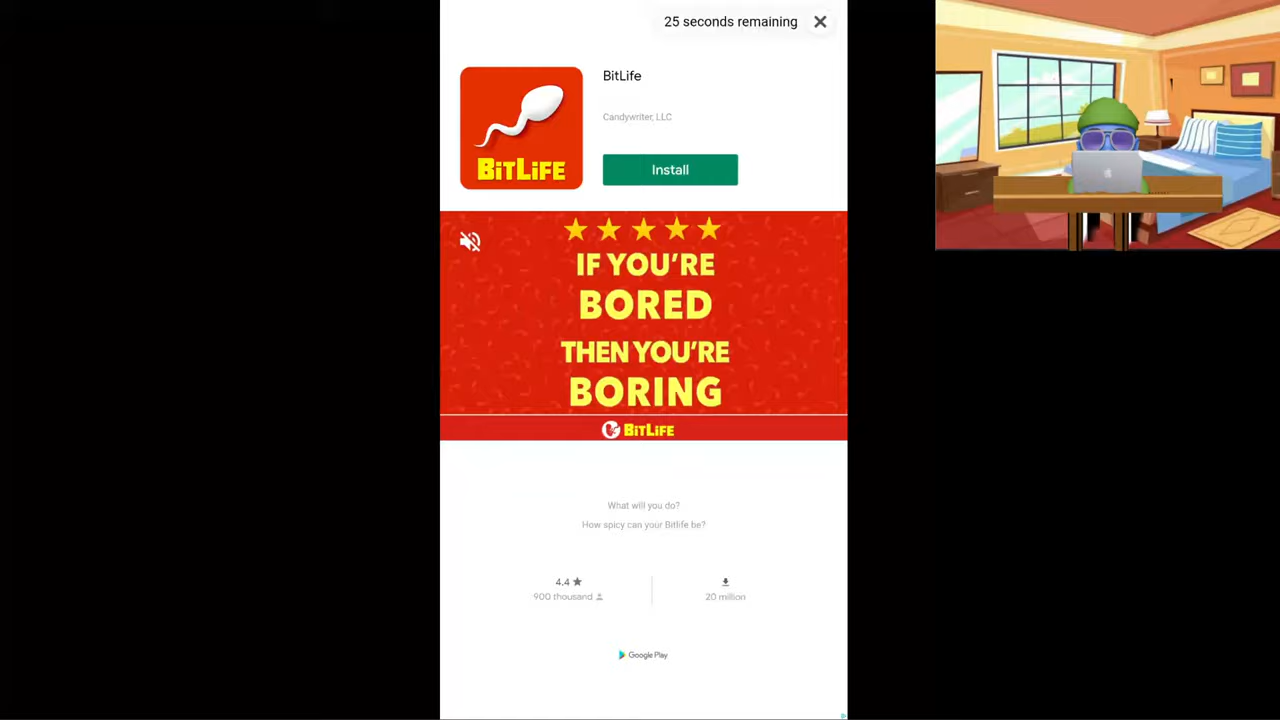 25 seconds remaining
BitLife
Candywriter, LLC
BITLIFE
Install
IF YOU'RE
BORED
THEN YOU'RE
BORING
BITLIFE
What will you do?
How spicy can your Bitlife be?
4.4
900 thousand
20 million
Google Play